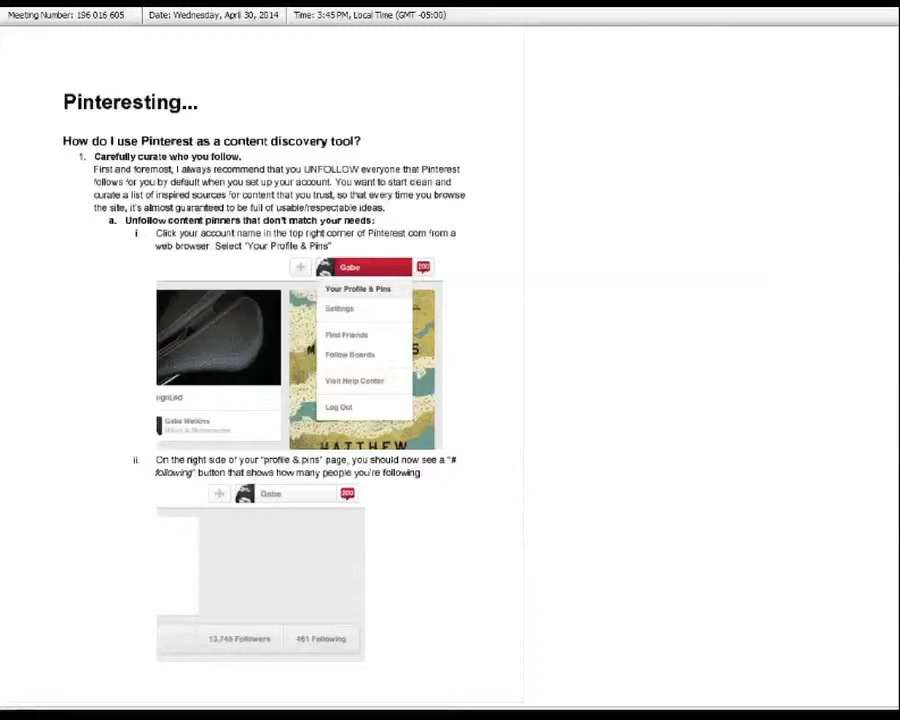 Meeting Number: 196 016 605 Date: Wednesday, April 30, 2014 Time: 3:45 PM, Local Time (GMT -05:00)
Pinteresting...
How do I use Pinterest as a content discovery tool?
1. Carefully curate who you follow.
First and foremost, I always recommend that you UNFOLLOW everyone that Pinterest
follows for you by default when you set up your account. You want to start clean and
curate a list of inspired sources for content that you trust, so that every time you browse
the site, it's almost guaranteed to be full of usable/respectable ideas.
a. Unfollow content pinners that don't match your needs:
i. Click your account name in the top right corner of Pinterest.com from a
web browser. Select "Your Profile & Pins"
Gabe 200
Your Profile & Pins
Settings
Find Friends
Follow Boards
Visit Help Center
Log Out
Gabe Watkins
MATTHEW
ii. On the right side of your "profile & pins" page, you should now see a "#
following" button that shows how many people you're following.
Gabe 200
13,748 Followers 461 Following